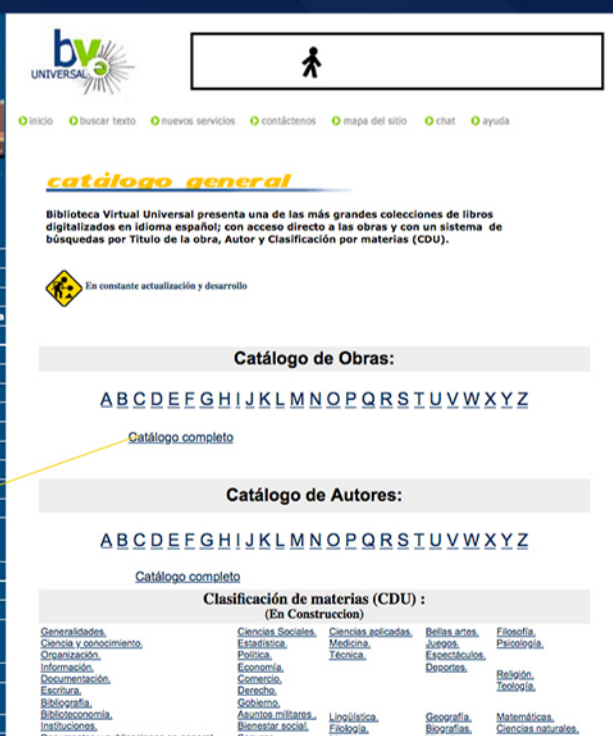 bv
UNIVERSAL
inicio buscar texto nuevos servicios contáctenos mapa del sitio chat ayuda
catálogo general
Biblioteca Virtual Universal presenta una de las más grandes colecciones de libros
digitalizados en idioma español; con acceso directo a las obras y con un sistema de
búsquedas por Titulo de la obra, Autor y Clasificación por materias (CDU).
En constante actualización y desarrollo
Catálogo de Obras:
A B C D E F G H I J K L M N O P Q R S T U V W X Y Z
Catálogo completo
Catálogo de Autores:
A B C D E F G H I J K L M N O P Q R S T U V W X Y Z
Catálogo completo
Clasificación de materias (CDU) :
(En Construccion)
Generalidades. Ciencias Sociales. Ciencias aplicadas. Bellas artes. Filosofía.
Ciencia y conocimiento. Estadística. Medicina. Juegos. Psicología.
Organización. Política. Técnica. Espectáculos.
Información. Economía. Deportes.
Documentación. Comercio. Religión.
Escritura. Derecho. Teología.
Bibliografía. Gobierno.
Biblioteconomía. Asuntos militares. Lingüística. Geografía. Matemáticas.
Instituciones. Bienestar social. Filología. Biografías. Ciencias naturales.